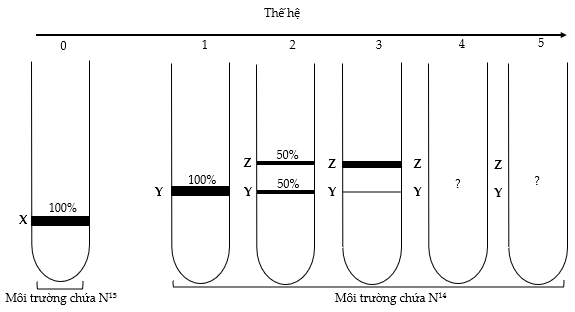 Thế hệ
0 1 2 3 4 5
Z 50% Z Z Z
X 100% Y 100% Y 50% Y Y ? Y ?
Môi trường chứa N15 Môi trường chứa N14